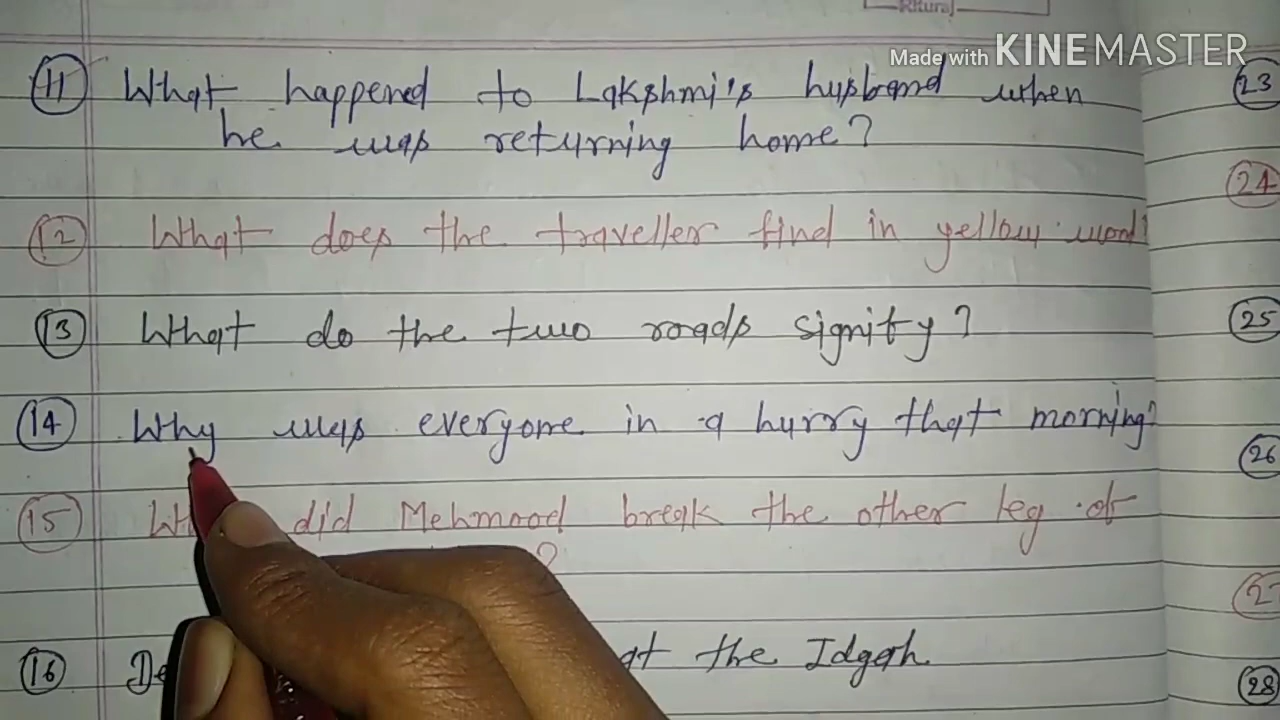 Rituraj
Made with KINEMASTER
11 What happened to Lakshmi's husband when
he was returning home?
12 What does the traveller find in yellow wood?
13 What do the two roads signify?
14 Why was everyone in a hurry that morning?
15 did Mehmood break the other leg of
?
16 at the Idgah
23
24
25
26
28